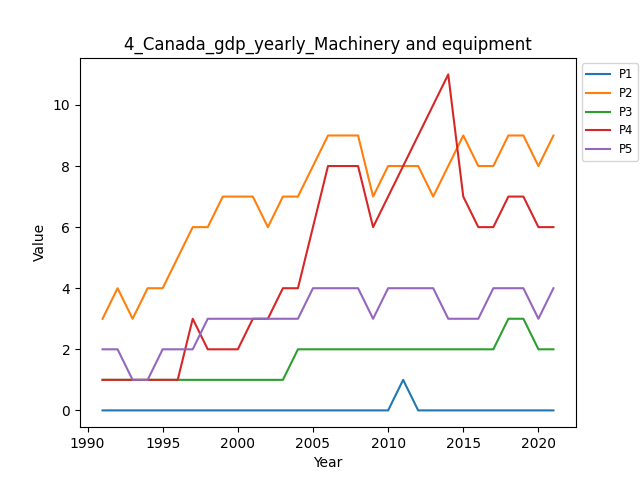 4_Canada_gdp_yearly_Machinery and equipment
P1
P2
P3
P4
P5
10
8
6
4
2
0
Value
1990 1995 2000 2005 2010 2015 2020
Year